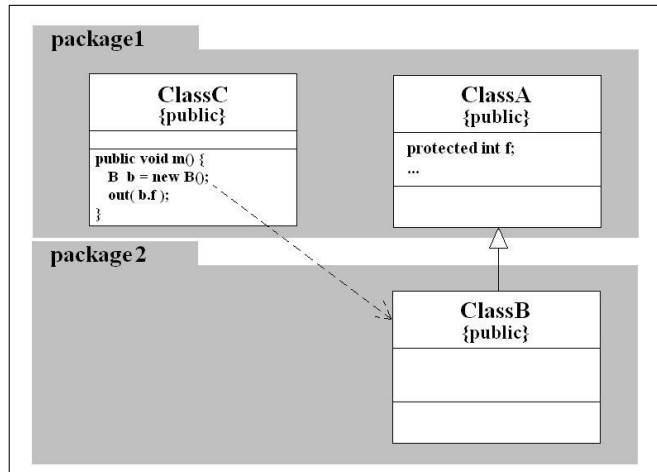 package1
ClassC
{public}
public void m() {
B b = new B();
out( b.f );
}
ClassA
{public}
protected int f;
...
package2
ClassB
{public}